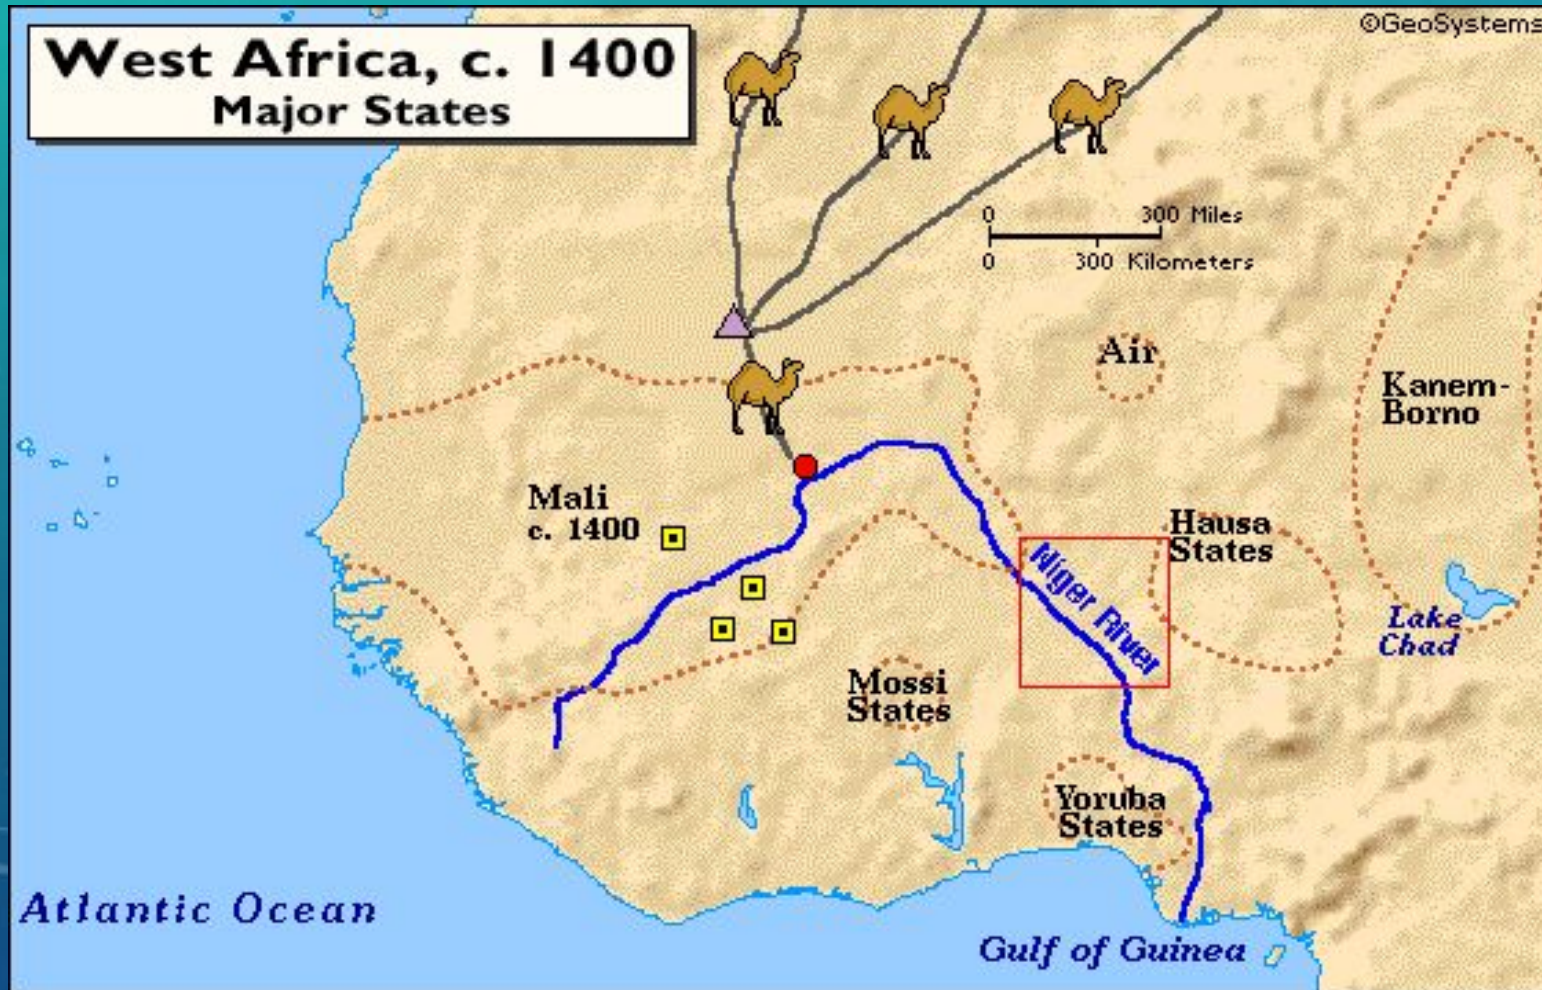 West Africa, c. 1400
Major States
©GeoSystems
0 300 Miles
0 300 Kilometers
Air
Kanem-
Borno
Mali
c. 1400
Hausa
States
Niger River
Lake
Chad
Mossi
States
Yoruba
States
Atlantic Ocean
Gulf of Guinea